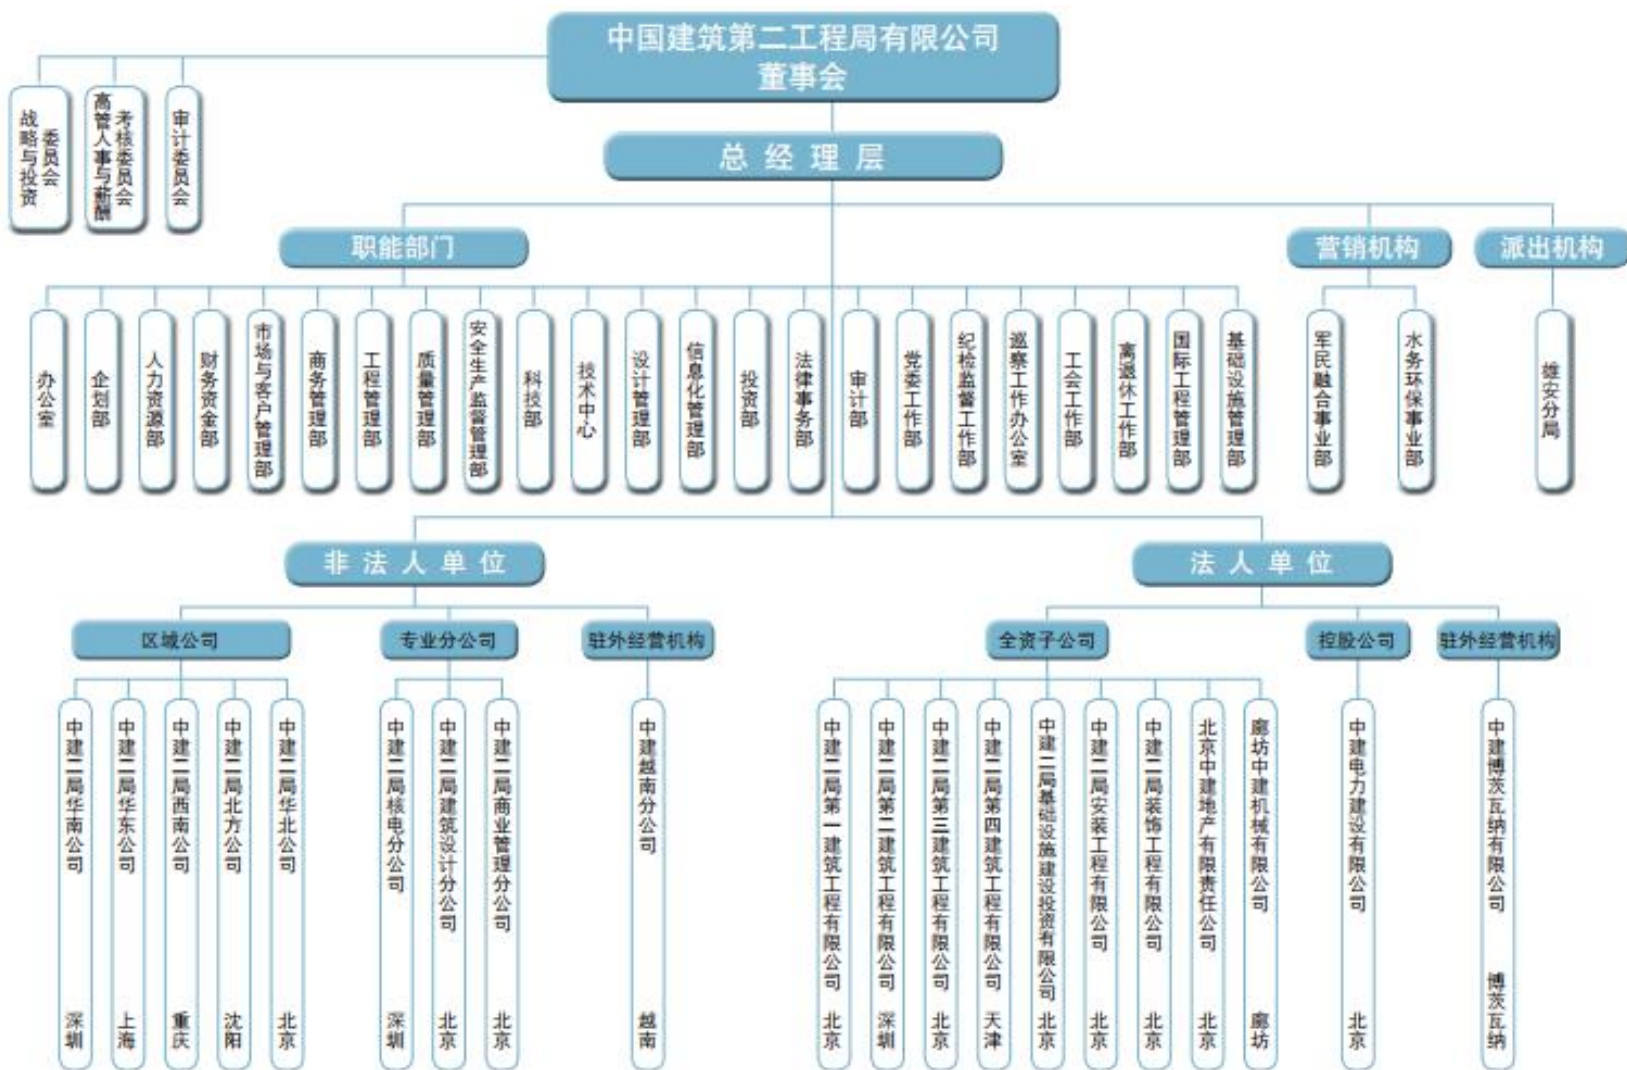 中国建筑第二工程局有限公司
董事会
战略与投资
委员会
高管人事与薪酬
考核委员会
审计委员会
总经理层
职能部门
营销机构
派出机构
办公室
企划部
人力资源部
财务资金部
市场与客户管理部
商务管理部
工程管理部
质量管理部
安全生产监督管理部
科技部
技术中心
设计管理部
信息化管理部
投资部
法律事务部
审计部
党委工作部
纪检监督工作部
巡察工作办公室
工会工作部
离退休工作部
国际工程管理部
基础设施管理部
军民融合事业部
水务环保事业部
雄安分局
非法人单位
法人单位
区域公司
专业分公司
驻外经营机构
全资子公司
控股公司
驻外经营机构
中建二局华南公司 深圳
中建二局华东公司 上海
中建二局西南公司 重庆
中建二局北方公司 沈阳
中建二局华北公司 北京
中建二局核电分公司 深圳
中建二局建筑设计分公司 北京
中建二局商业管理分公司 北京
中建越南分公司 越南
中建二局第一建筑工程有限公司 北京
中建二局第二建筑工程有限公司 深圳
中建二局第三建筑工程有限公司 北京
中建二局第四建筑工程有限公司 天津
中建二局基础设施建设投资有限公司 北京
中建二局安装工程有限公司 北京
中建二局装饰工程有限公司 北京
北京中建地产有限责任公司 北京
廊坊中建机械有限公司 廊坊
中建电力建设有限公司 北京
中建博茨瓦纳有限公司 博茨瓦纳